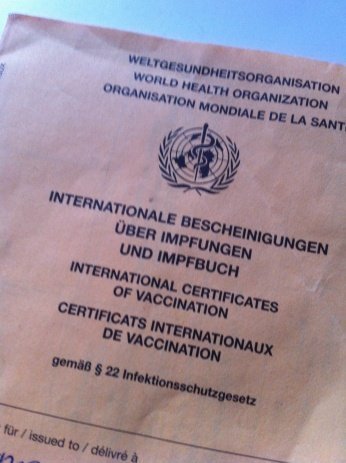 WELTGESUNDHEITSORGANISATION
WORLD HEALTH ORGANIZATION
ORGANISATION MONDIALE DE LA SANT
INTERNATIONALE BESCHEINIGUNGEN
ÜBER IMPFUNGEN
UND IMPFBUCH
INTERNATIONAL CERTIFICATES
OF VACCINATION
CERTIFICATS INTERNATIONAUX
DE VACCINATION
gemäß § 22 Infektionsschutzgesetz
für / issued to / délivré à